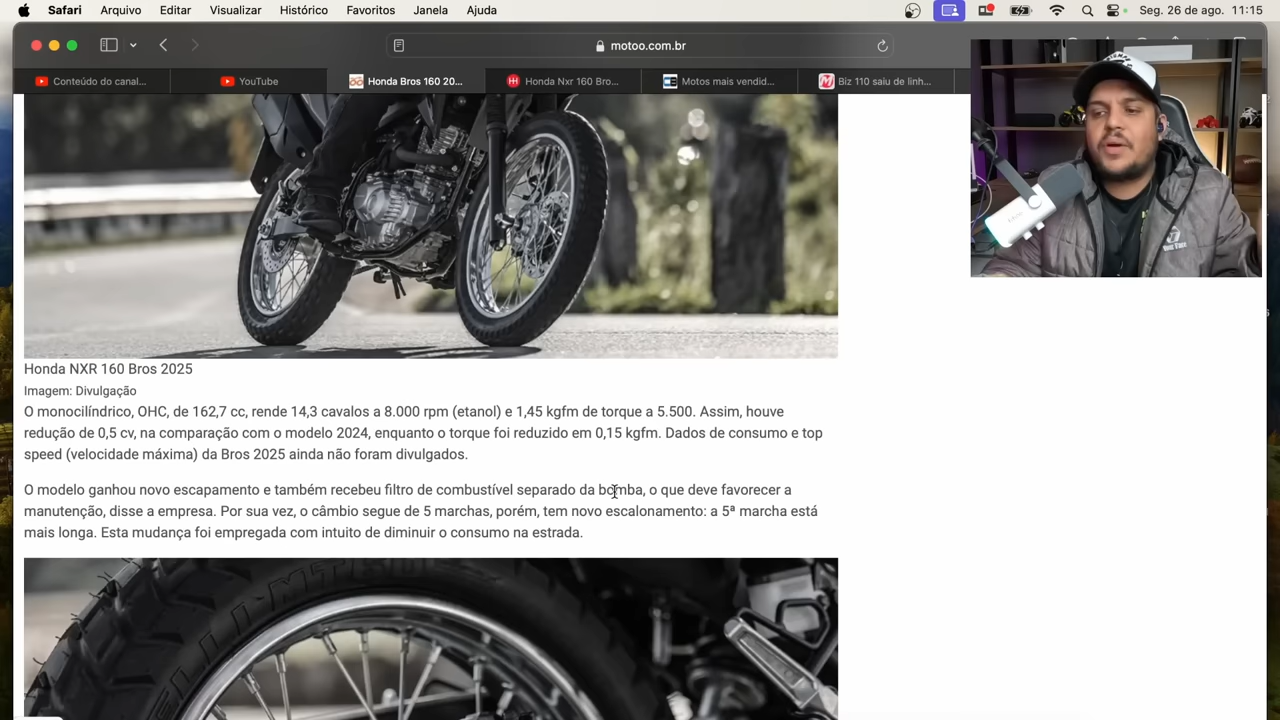 Safari Arquivo Editar Visualizar Histórico Favoritos Janela Ajuda Seg. 26 de ago. 11:15
motoo.com.br
Conteúdo do canal... YouTube Honda Bros 160 20... Honda Nxr 160 Bro... Motos mais vendid... Biz 110 saiu de linh...
Honda NXR 160 Bros 2025
Imagem: Divulgação
O monocilíndrico, OHC, de 162,7 cc, rende 14,3 cavalos a 8.000 rpm (etanol) e 1,45 kgfm de torque a 5.500. Assim, houve
redução de 0,5 cv, na comparação com o modelo 2024, enquanto o torque foi reduzido em 0,15 kgfm. Dados de consumo e top
speed (velocidade máxima) da Bros 2025 ainda não foram divulgados.
O modelo ganhou novo escapamento e também recebeu filtro de combustível separado da bomba, o que deve favorecer a
manutenção, disse a empresa. Por sua vez, o câmbio segue de 5 marchas, porém, tem novo escalonamento: a 5ª marcha está
mais longa. Esta mudança foi empregada com intuito de diminuir o consumo na estrada.